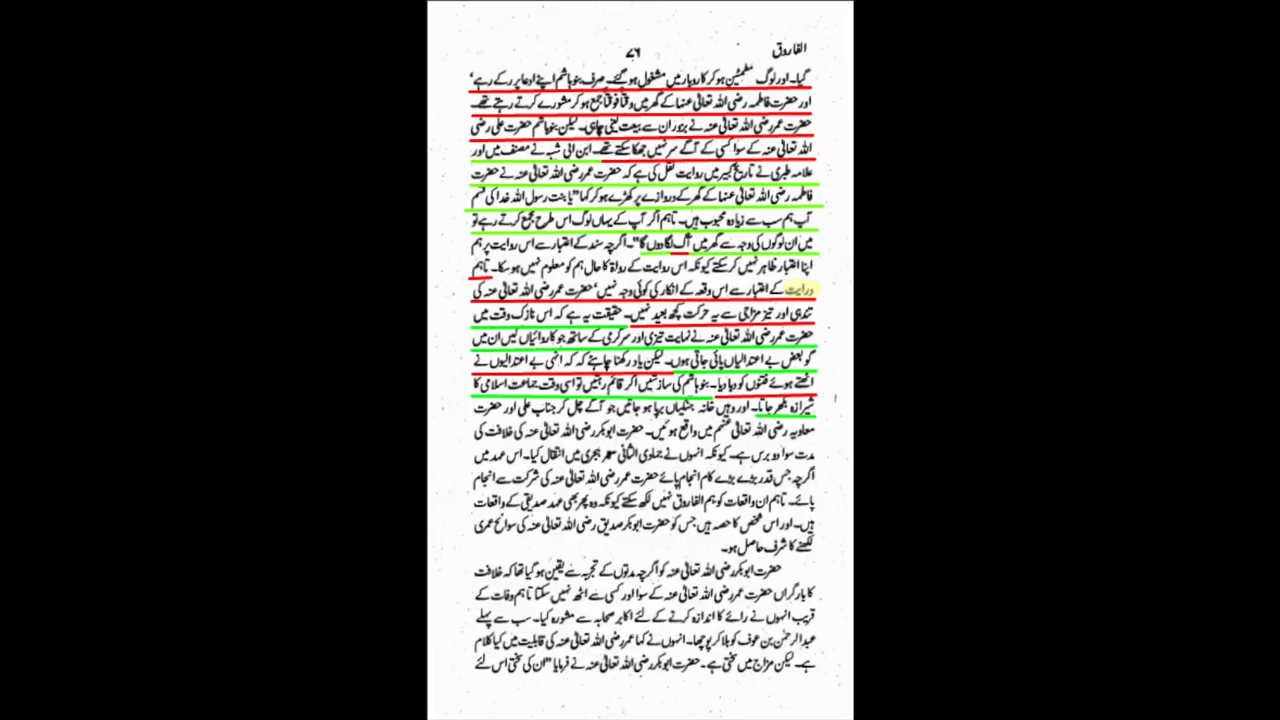 الفاروق
۷۶
گیا۔ اور لوگ مطمئین ہو کر کاروبار میں مشغول ہو گئے۔ صرف بنو ہاشم اپنے ادعا پر رکے رہے'
اور حضرت فاطمہ رضی اللہ تعالٰی عنہا کے گھر میں وقتاً فوقتاً جمع ہو کر مشورے کرتے رہتے تھے۔
حضرت عمر رضی اللہ تعالٰی عنہ نے بزور ان سے بیعت لینی چاہی۔ لیکن بنو ہاشم حضرت علی رضی
اللہ تعالٰی عنہ کے سوا کسی کے آگے سر نہیں جھکا سکتے تھے۔ ابن ابی شبہ نے مصنف میں اور
علامہ طبری نے تاریخ کبیر میں روایت نقل کی ہے کہ حضرت عمر رضی اللہ تعالٰی عنہ نے حضرت
فاطمہ رضی اللہ تعالٰی عنہا کے گھر کے دروازے پر کھڑے ہو کر کہا "یا بنت رسول اللہ خدا کی قسم
آپ ہم سب سے زیادہ محبوب ہیں۔ تاہم اگر آپ کے یہاں لوگ اس طرح مجمع کرتے رہے تو
میں ان لوگوں کی وجہ سے گھر میں آگ لگا دوں گا"۔ اگرچہ سند کے اعتبار سے اس روایت پر ہم
اپنا اعتبار ظاہر نہیں کر سکتے کیونکہ اس روایت کے رواۃ کا حال ہم کو معلوم نہیں ہو سکا۔ تاہم
درایت کے اعتبار سے اس واقعہ کے انکار کی کوئی وجہ نہیں' حضرت عمر رضی اللہ تعالٰی عنہ کی
تندی اور تیز مزاجی سے یہ حرکت کچھ بعید نہیں۔ حقیقت یہ ہے کہ اس نازک وقت میں
حضرت عمر رضی اللہ تعالٰی عنہ نے نہایت تیزی اور سرگرمی کے ساتھ جو کاروائیاں کیں ان میں
گو بعض بے اعتدالیاں پائی جاتی ہوں۔ لیکن یاد رکھنا چاہئے کہ کہ انہی بے اعتدالیوں نے
اٹھتے ہوئے فتنوں کو دبا دیا۔ بنو ہاشم کی سازشیں اگر قائم رہتیں تو اسی وقت جماعت اسلامی کا
شیرازہ بکھر جاتا۔ اور وہیں خانہ جنگیاں برپا ہو جاتیں جو آگے چل کر جناب علی اور حضرت
معاویہ رضی اللہ تعالٰی عنہم میں واقع ہوئیں۔ حضرت ابوبکر رضی اللہ تعالٰی عنہ کی خلافت کی
مدت سوا دو برس ہے۔ کیونکہ انہوں نے جمادی الثانی ہجری میں انتقال کیا۔ اس عہد میں
اگرچہ جس قدر بڑے بڑے کام انجام پائے حضرت عمر رضی اللہ تعالٰی عنہ کی شرکت سے انجام
پائے۔ تاہم ان واقعات کو ہم الفاروق نہیں لکھ سکتے کیونکہ وہ پھر بھی عہد صدیقی کے واقعات
ہیں۔ اور اس شخص کا حصہ ہیں جس کو حضرت ابوبکر صدیق رضی اللہ تعالٰی عنہ کی سوانح عمری
لکھنے کا شرف حاصل ہو۔
حضرت ابوبکر رضی اللہ تعالٰی عنہ کو اگرچہ مدتوں کے تجربہ سے یقین ہو گیا تھا کہ خلافت
کا بار گراں حضرت عمر رضی اللہ تعالٰی عنہ کے سوا اور کسی سے اٹھ نہیں سکتا تاہم وفات کے
قریب انہوں نے رائے کا اندازہ کرنے کے لئے اکابر صحابہ سے مشورہ کیا۔ سب سے پہلے
عبدالرحمٰن بن عوف کو بلا کر پوچھا۔ انہوں نے کہا عمر رضی اللہ تعالٰی عنہ کی قابلیت میں کیا کلام
ہے۔ لیکن مزاج میں سختی ہے۔ حضرت ابوبکر رضی اللہ تعالٰی عنہ نے فرمایا "ان کی سختی اس لئے